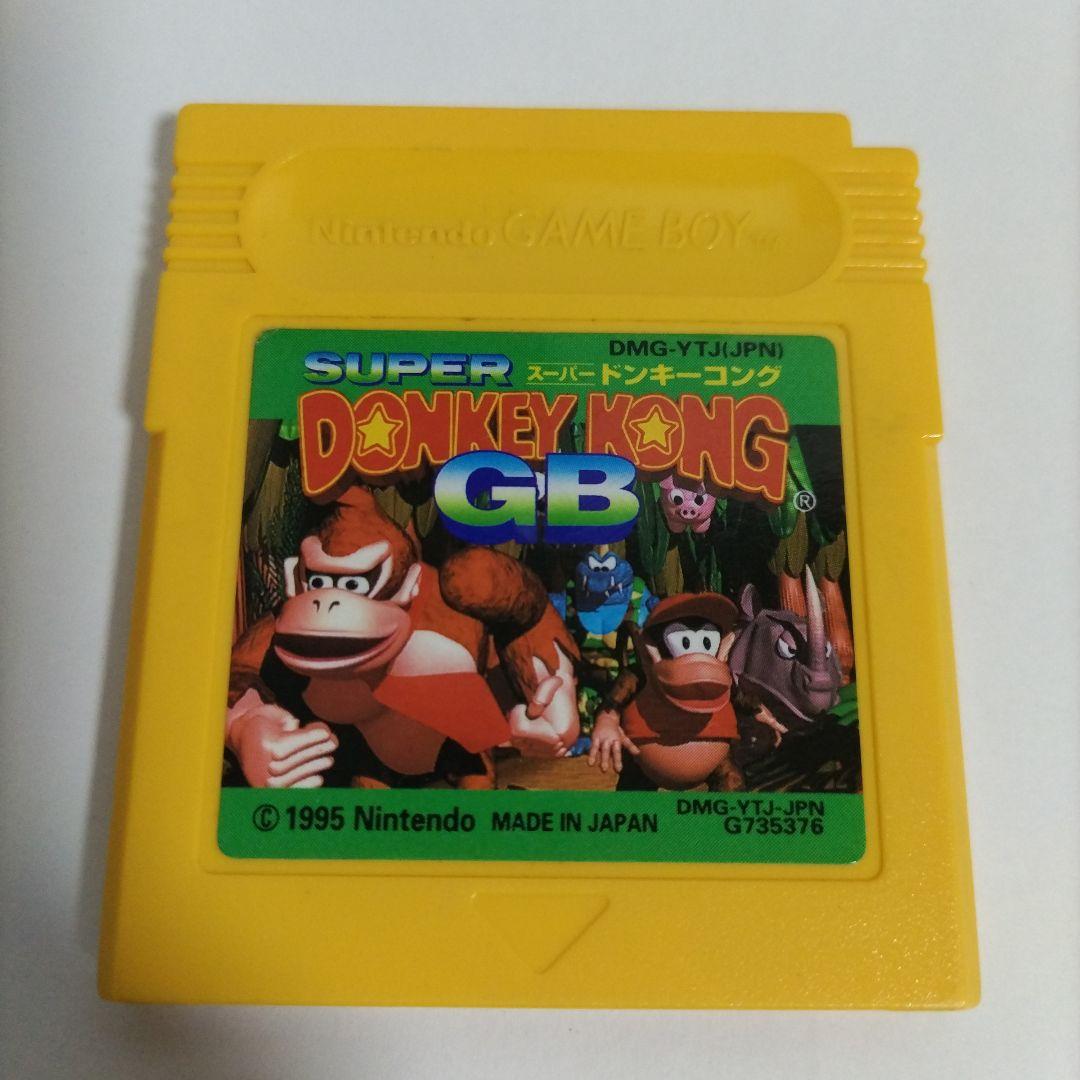 Nintendo GAME BOY TM
DMG-YTJ(JPN)
SUPER スーパードンキーコング
DONKEY KONG ®
GB
© 1995 Nintendo MADE IN JAPAN DMG-YTJ-JPN
G735376